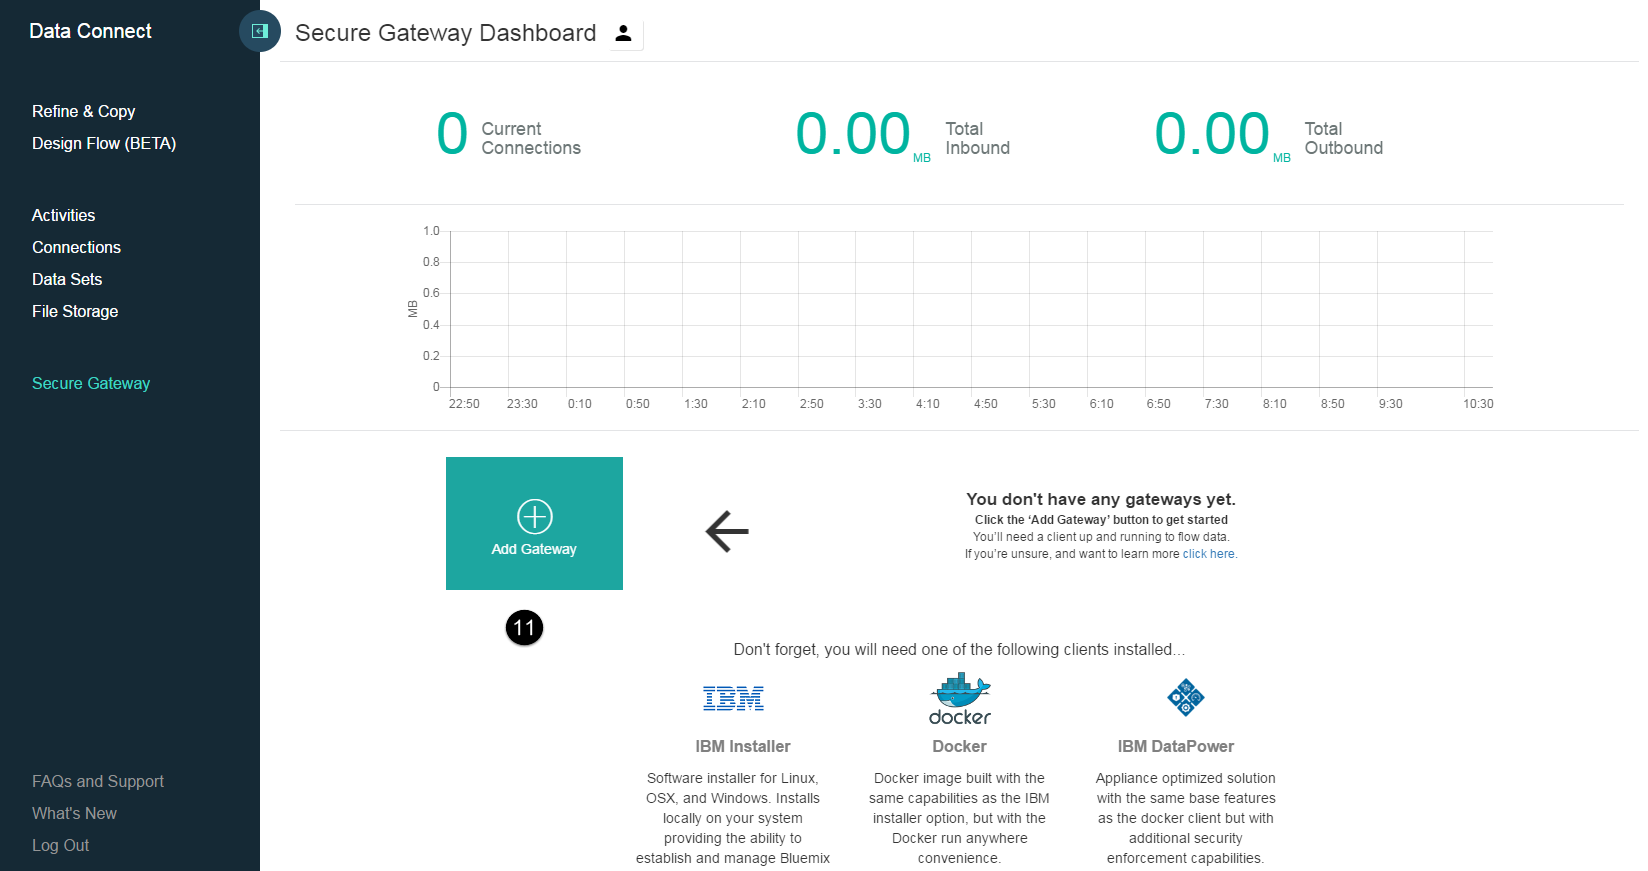 Data Connect
Refine & Copy
Design Flow (BETA)
Activities
Connections
Data Sets
File Storage
Secure Gateway
FAQs and Support
What's New
Log Out
Secure Gateway Dashboard
0 Current
Connections
0.00 MB Total
Inbound
0.00 MB Total
Outbound
MB
1.0
0.8
0.6
0.4
0.2
0
22:50 23:30 0:10 0:50 1:30 2:10 2:50 3:30 4:10 4:50 5:30 6:10 6:50 7:30 8:10 8:50 9:30 10:30
Add Gateway
11
You don't have any gateways yet.
Click the ‘Add Gateway’ button to get started
You’ll need a client up and running to flow data.
If you’re unsure, and want to learn more click here.
Don't forget, you will need one of the following clients installed...
IBM
IBM Installer
Software installer for Linux,
OSX, and Windows. Installs
locally on your system
providing the ability to
establish and manage Bluemix
docker
Docker
Docker image built with the
same capabilities as the IBM
installer option, but with the
Docker run anywhere
convenience.
IBM DataPower
Appliance optimized solution
with the same base features
as the docker client but with
additional security
enforcement capabilities.